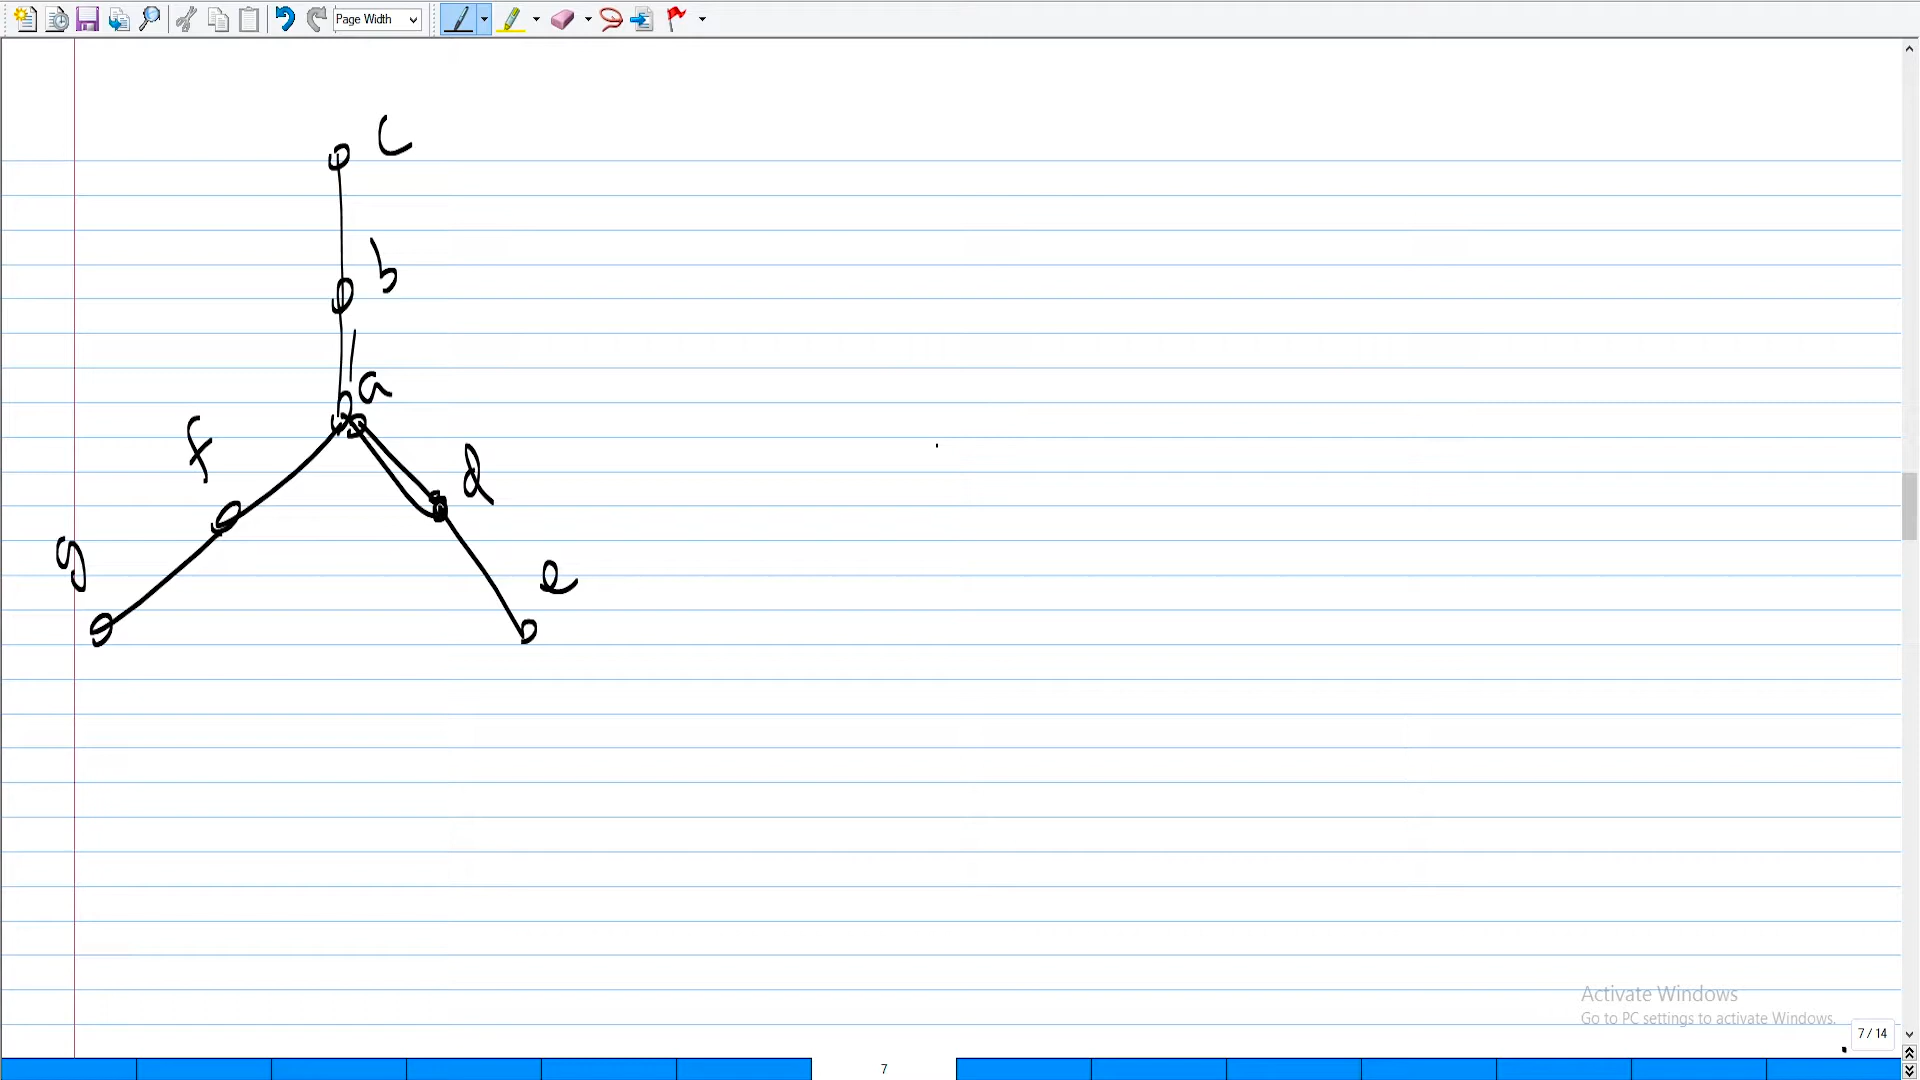 Page Width
c
b
a
f
d
g
e
Activate Windows
Go to PC settings to activate Windows.
7 / 14
7